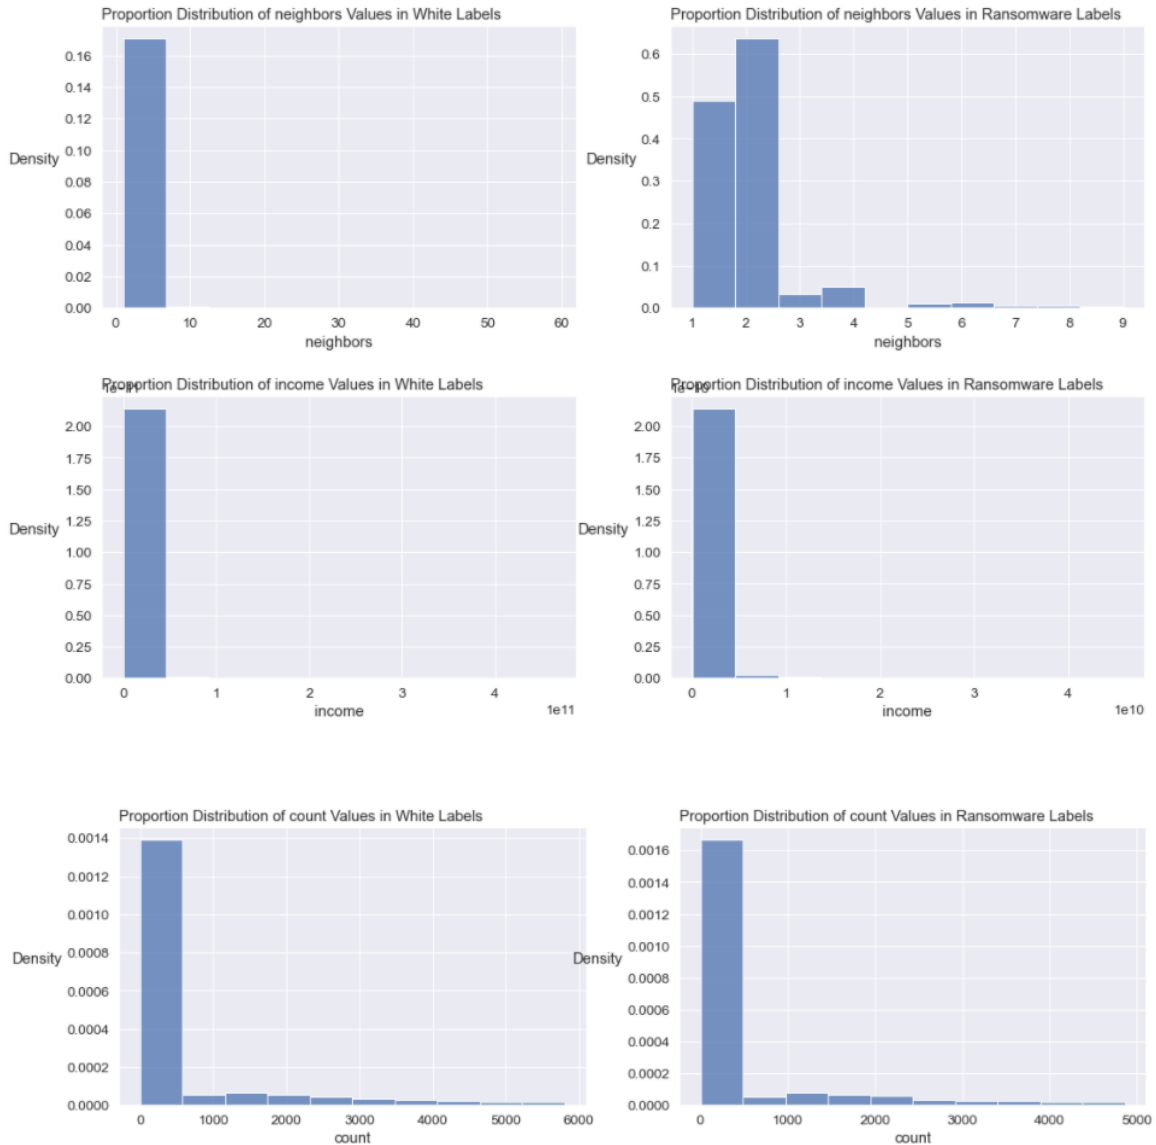 Proportion Distribution of neighbors Values in White Labels
0.16
0.14
0.12
0.10
Density
0.08
0.06
0.04
0.02
0.00
0 10 20 30 40 50 60
neighbors
Proportion Distribution of neighbors Values in Ransomware Labels
0.6
0.5
0.4
Density
0.3
0.2
0.1
0.0
1 2 3 4 5 6 7 8 9
neighbors
Proportion Distribution of income Values in White Labels
1e-11
2.00
1.75
1.50
1.25
Density
1.00
0.75
0.50
0.25
0.00
0 1 2 3 4
1e11
income
Proportion Distribution of income Values in Ransomware Labels
1e-10
2.00
1.75
1.50
1.25
Density
1.00
0.75
0.50
0.25
0.00
0 1 2 3 4
1e10
income
Proportion Distribution of count Values in White Labels
0.0014
0.0012
0.0010
0.0008
Density
0.0006
0.0004
0.0002
0.0000
0 1000 2000 3000 4000 5000 6000
count
Proportion Distribution of count Values in Ransomware Labels
0.0016
0.0014
0.0012
0.0010
Density
0.0008
0.0006
0.0004
0.0002
0.0000
0 1000 2000 3000 4000 5000
count